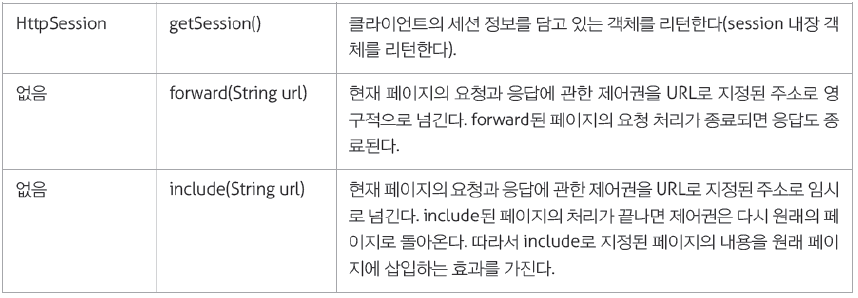 HttpSession getSession() 클라이언트의 세션 정보를 담고 있는 객체를 리턴한다(session 내장 객
체를 리턴한다).
없음 forward(String url) 현재 페이지의 요청과 응답에 관한 제어권을 URL로 지정된 주소로 영
구적으로 넘긴다. forward된 페이지의 요청 처리가 종료되면 응답도 종
료된다.
없음 include(String url) 현재 페이지의 요청과 응답에 관한 제어권을 URL로 지정된 주소로 임시
로 넘긴다. include된 페이지의 처리가 끝나면 제어권은 다시 원래의 페
이지로 돌아온다. 따라서 include로 지정된 페이지의 내용을 원래 페이
지에 삽입하는 효과를 가진다.